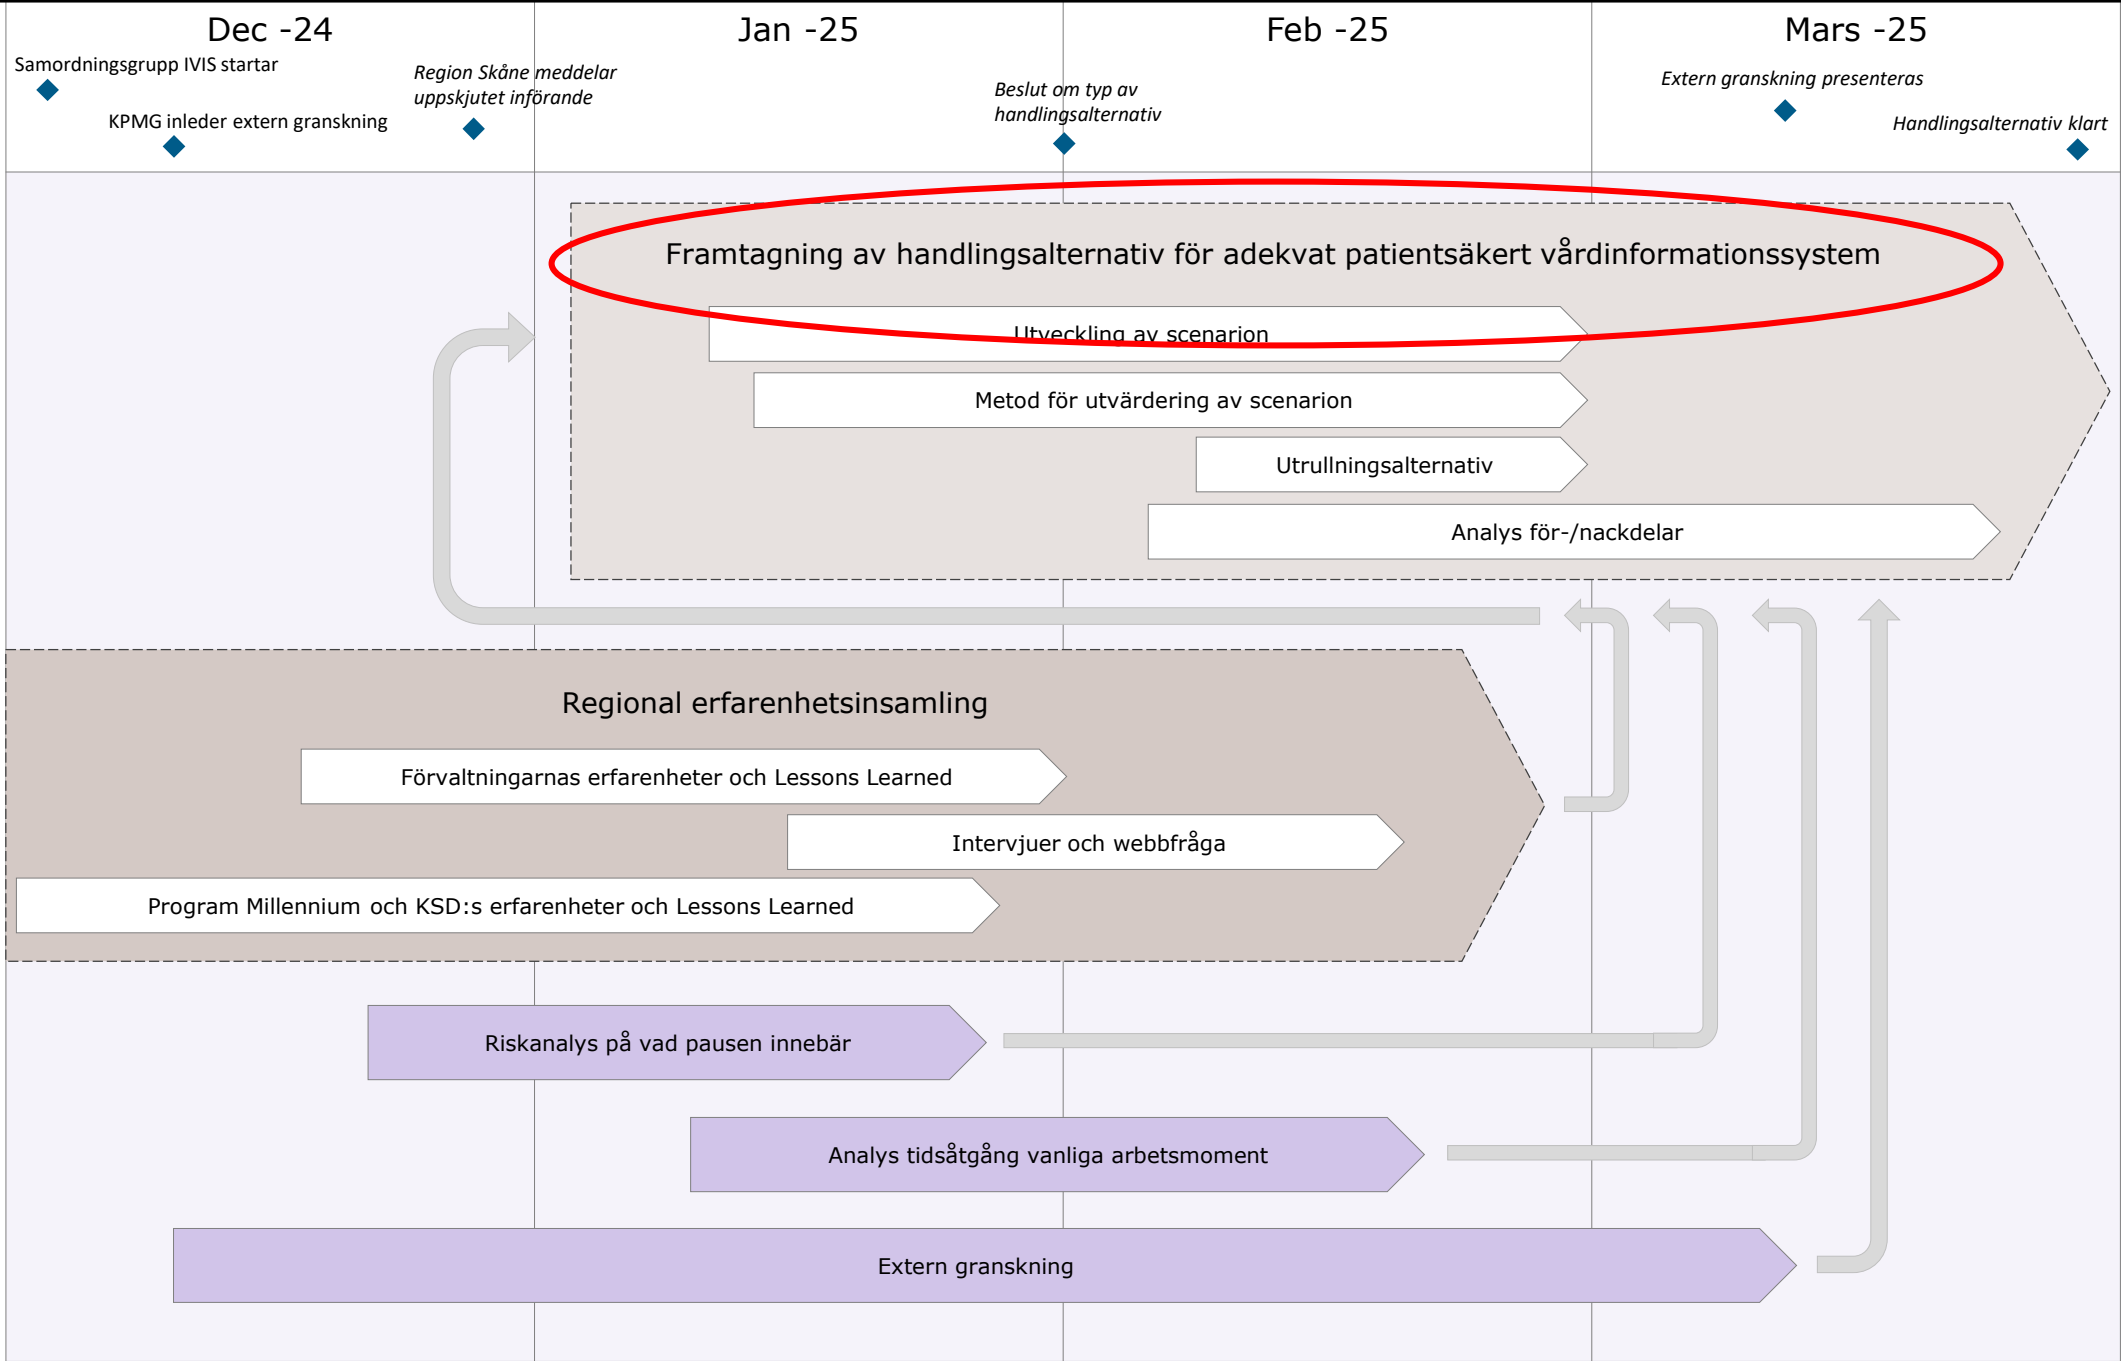 Dec -24
Jan -25
Feb -25
Mars -25
Samordningsgrupp IVIS startar
KPMG inleder extern granskning
Region Skåne meddelar
uppskjutet införande
Beslut om typ av
handlingsalternativ
Extern granskning presenteras
Handlingsalternativ klart
Framtagning av handlingsalternativ för adekvat patientsäkert vårdinformationssystem
Utveckling av scenarion
Metod för utvärdering av scenarion
Utrullningsalternativ
Analys för-/nackdelar
Regional erfarenhetsinsamling
Förvaltningarnas erfarenheter och Lessons Learned
Intervjuer och webbfråga
Program Millennium och KSD:s erfarenheter och Lessons Learned
Riskanalys på vad pausen innebär
Analys tidsåtgång vanliga arbetsmoment
Extern granskning